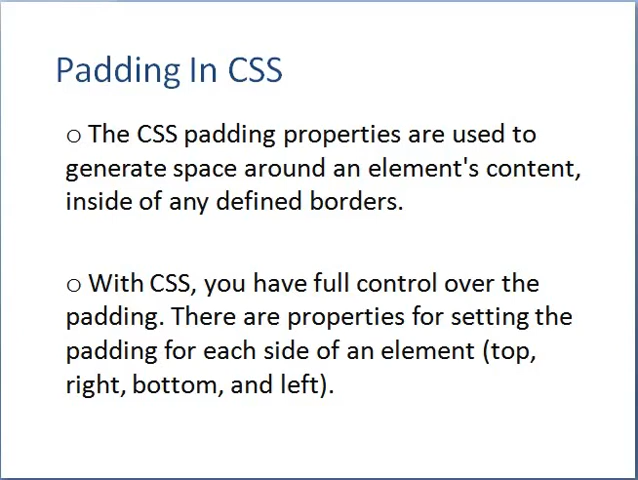 Padding In CSS
○ The CSS padding properties are used to
generate space around an element's content,
inside of any defined borders.
○ With CSS, you have full control over the
padding. There are properties for setting the
padding for each side of an element (top,
right, bottom, and left).